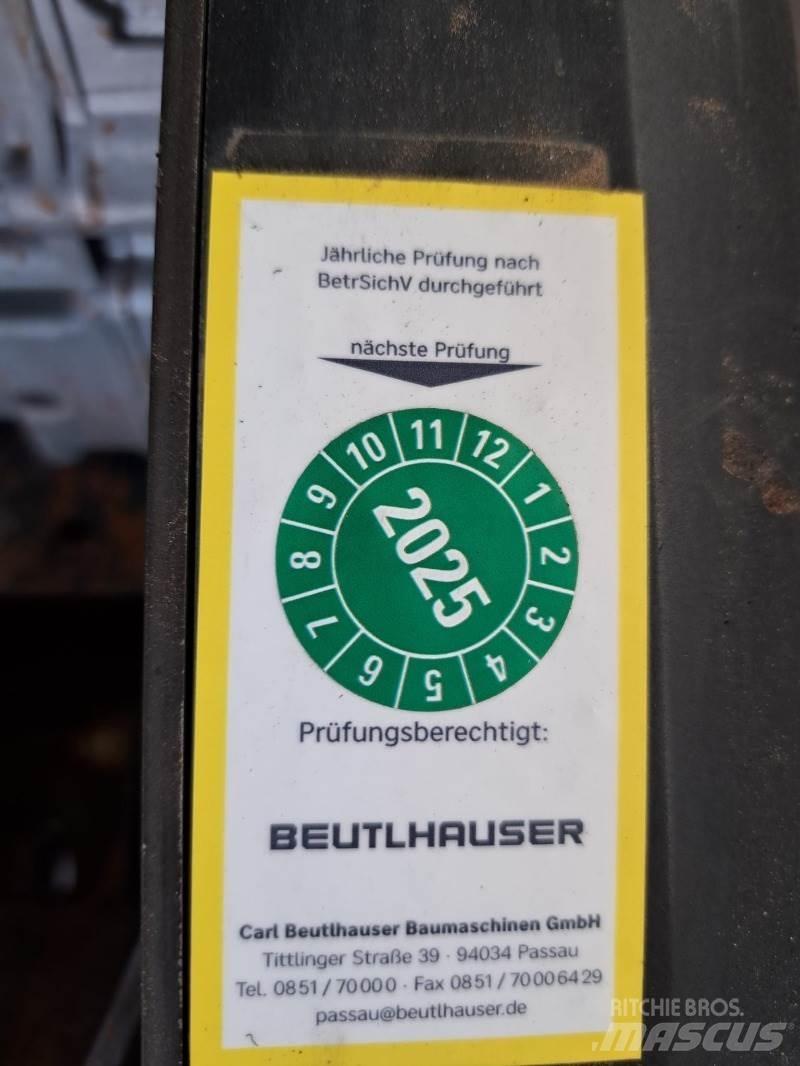 Jährliche Prüfung nach
BetrSichV durchgeführt
nächste Prüfung
10 11 12
9 1
8 2025 2
7 3
6 5 4
Prüfungsberechtigt:
BEUTLHAUSER
Carl Beutlhauser Baumaschinen GmbH
Tittlinger Straße 39 · 94034 Passau
Tel. 0851/70000 · Fax 0851/70006429
passau@beutlhauser.de
RITCHIE BROS.
MASCUS